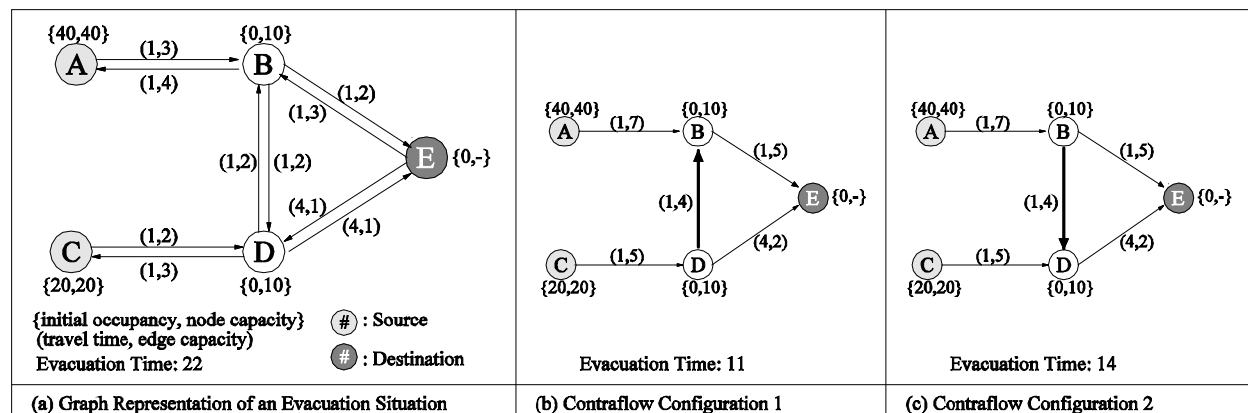 {40,40}
{0,10}
(1,3)
A
B
(1,4)
(1,2)
(1,3)
(1,2)
(1,2)
E
{0,-}
(4,1)
(4,1)
(1,2)
C
D
(1,3)
{20,20}
{0,10}
{initial occupancy, node capacity}
(travel time, edge capacity)
# : Source
# : Destination
Evacuation Time: 22
(a) Graph Representation of an Evacuation Situation
{40,40}
{0,10}
A
(1,7)
B
(1,5)
(1,4)
E
{0,-}
(4,2)
C
(1,5)
D
{20,20}
{0,10}
Evacuation Time: 11
(b) Contraflow Configuration 1
{40,40}
{0,10}
A
(1,7)
B
(1,5)
(1,4)
E
{0,-}
(4,2)
C
(1,5)
D
{20,20}
{0,10}
Evacuation Time: 14
(c) Contraflow Configuration 2